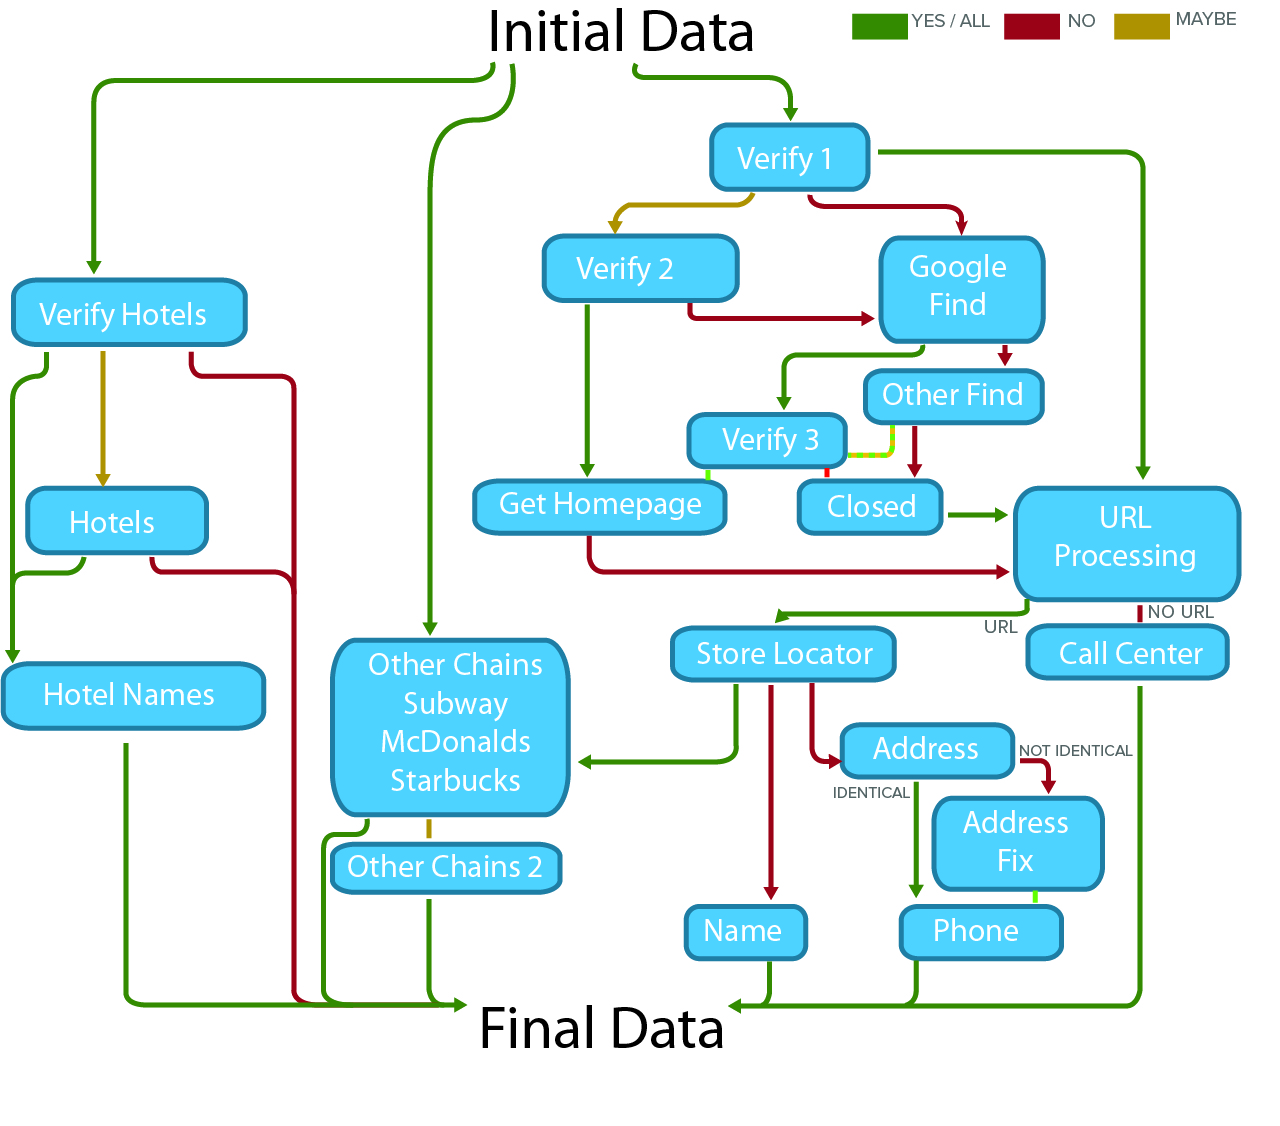 Initial Data
YES / ALL
NO
MAYBE
Verify 1
Verify 2
Google
Find
Verify Hotels
Other Find
Verify 3
Get Homepage
Closed
URL
Processing
Hotels
NO URL
URL
Store Locator
Call Center
Hotel Names
Other Chains
Subway
McDonalds
Starbucks
Address
NOT IDENTICAL
IDENTICAL
Address
Fix
Other Chains 2
Name
Phone
Final Data